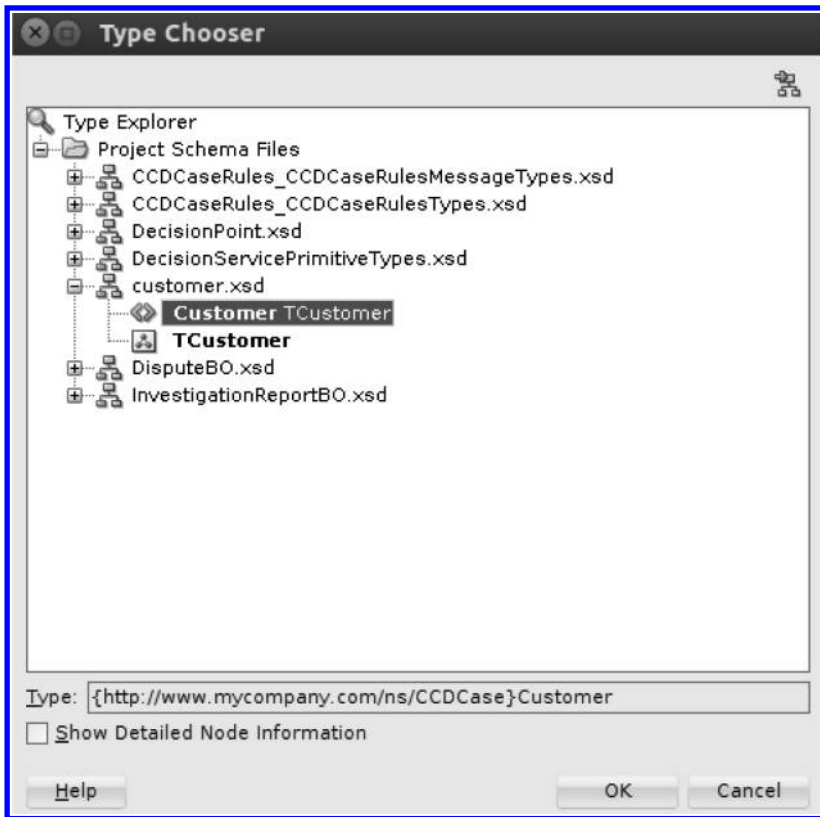 Type Chooser
Type Explorer
Project Schema Files
CCDCaseRules_CCDCaseRulesMessageTypes.xsd
CCDCaseRules_CCDCaseRulesTypes.xsd
DecisionPoint.xsd
DecisionServicePrimitiveTypes.xsd
customer.xsd
Customer TCustomer
TCustomer
DisputeBO.xsd
InvestigationReportBO.xsd
Type: {http://www.mycompany.com/ns/CCDCase}Customer
Show Detailed Node Information
Help OK Cancel